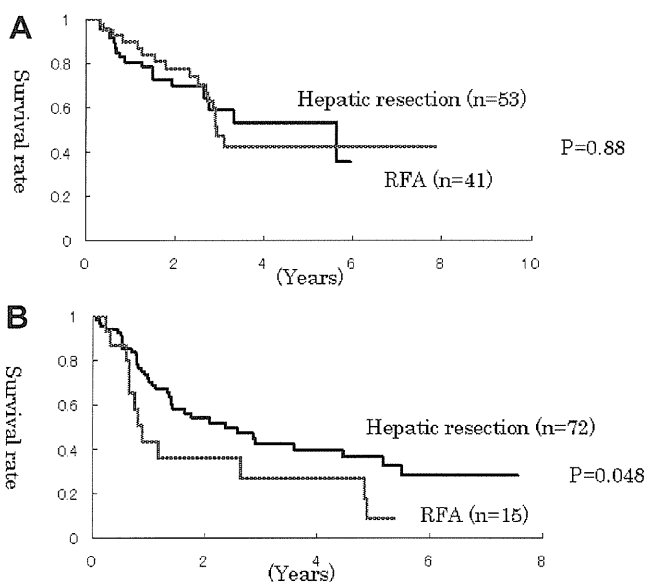 A
1
0.8
0.6
0.4
0.2
0
Survival rate
Hepatic resection (n=53)
P=0.88
RFA (n=41)
0 2 4 6 8 10
(Years)
B
1
0.8
0.6
0.4
0.2
0
Survival rate
Hepatic resection (n=72)
P=0.048
RFA (n=15)
0 2 4 6 8
(Years)